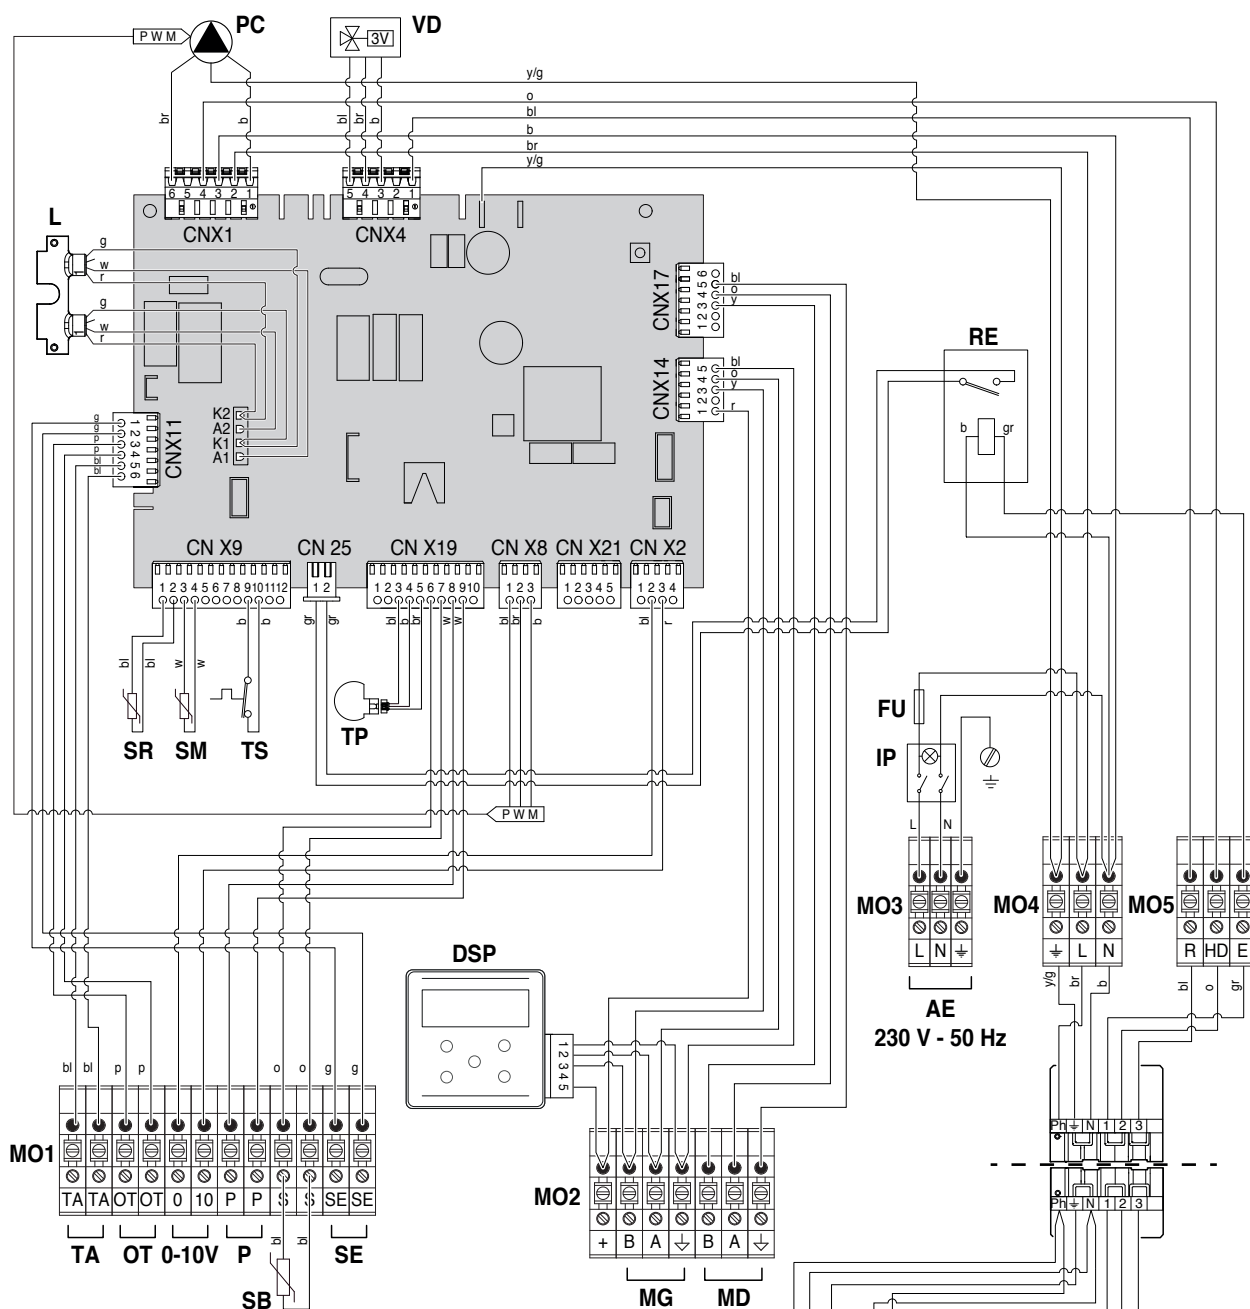 PWM
PC
3V
VD
y/g
o
bl
b
br
y/g
br
b
bl
br
b
6 5 4 3 2 1
5 4 3 2 1
CNX1
CNX4
L
g
w
r
g
w
r
K2
A2
K1
A1
g
g
p
p
bl
bl
1 2 3 4 5 6
CNX11
CNX17
1 2 3 4 5 6
bl
o
y
CNX14
1 2 3 4 5
bl
o
y
r
RE
b
gr
CN X9
CN 25
CN X19
CN X8
CN X21
CN X2
1 2 3 4 5 6 7 8 9 10 11 12
1 2
1 2 3 4 5 6 7 8 9 10
1 2 3
1 2 3 4 5
1 2 3 4
bl
bl
w
w
b
b
gr
gr
bl
b
br
w
w
bl
br
b
bl
r
SR
SM
TS
TP
PWM
FU
IP
L
N
MO3
L N
AE
230 V - 50 Hz
MO4
L N
y/g
br
b
MO5
R HD E
bl
o
gr
DSP
1 2 3 4 5
bl
bl
p
p
o
o
g
g
MO1
TA TA OT OT 0 10 P P S S SE SE
TA OT 0-10V P SE
bl
bl
SB
MO2
+ B A B A
MG MD
Ph N 1 2 3
Ph N 1 2 3